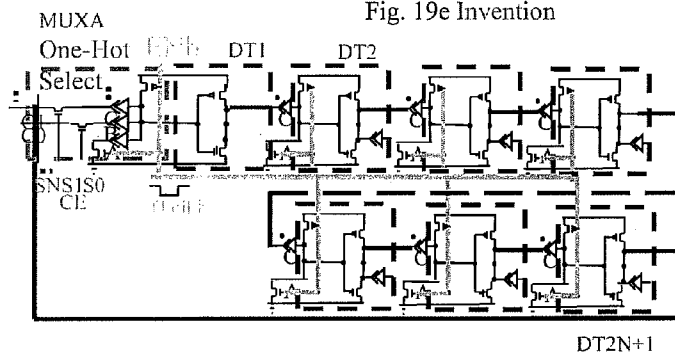 Fig. 19e Invention
MUXA
One-Hot
Select
DT1
DT2
SNS1S0
CE
DT2N+1